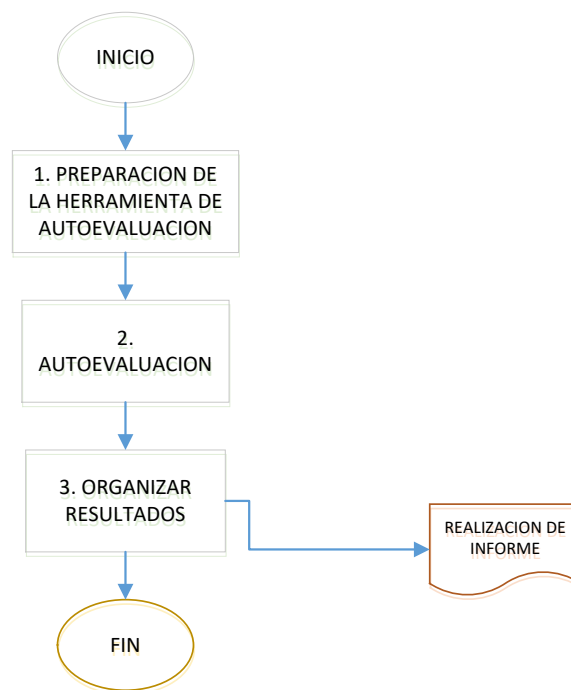 INICIO
1. PREPARACION DE
LA HERRAMIENTA DE
AUTOEVALUACION
2.
AUTOEVALUACION
3. ORGANIZAR
RESULTADOS
REALIZACION DE
INFORME
FIN